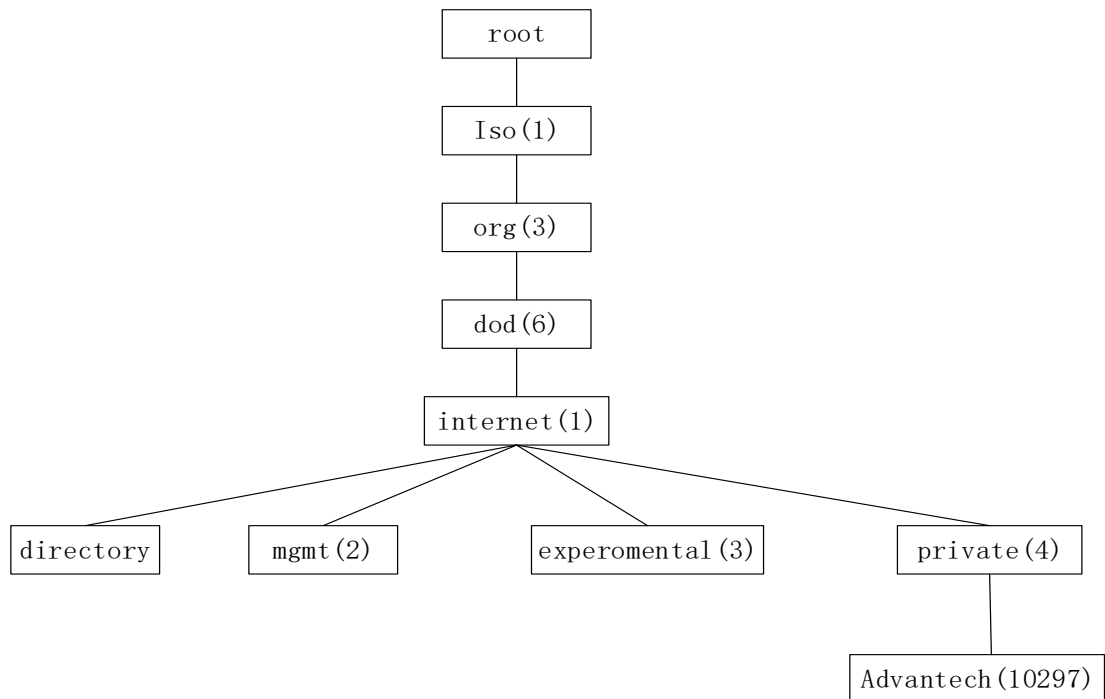 root
Iso(1)
org(3)
dod(6)
internet(1)
directory
mgmt(2)
experomental(3)
private(4)
Advantech(10297)